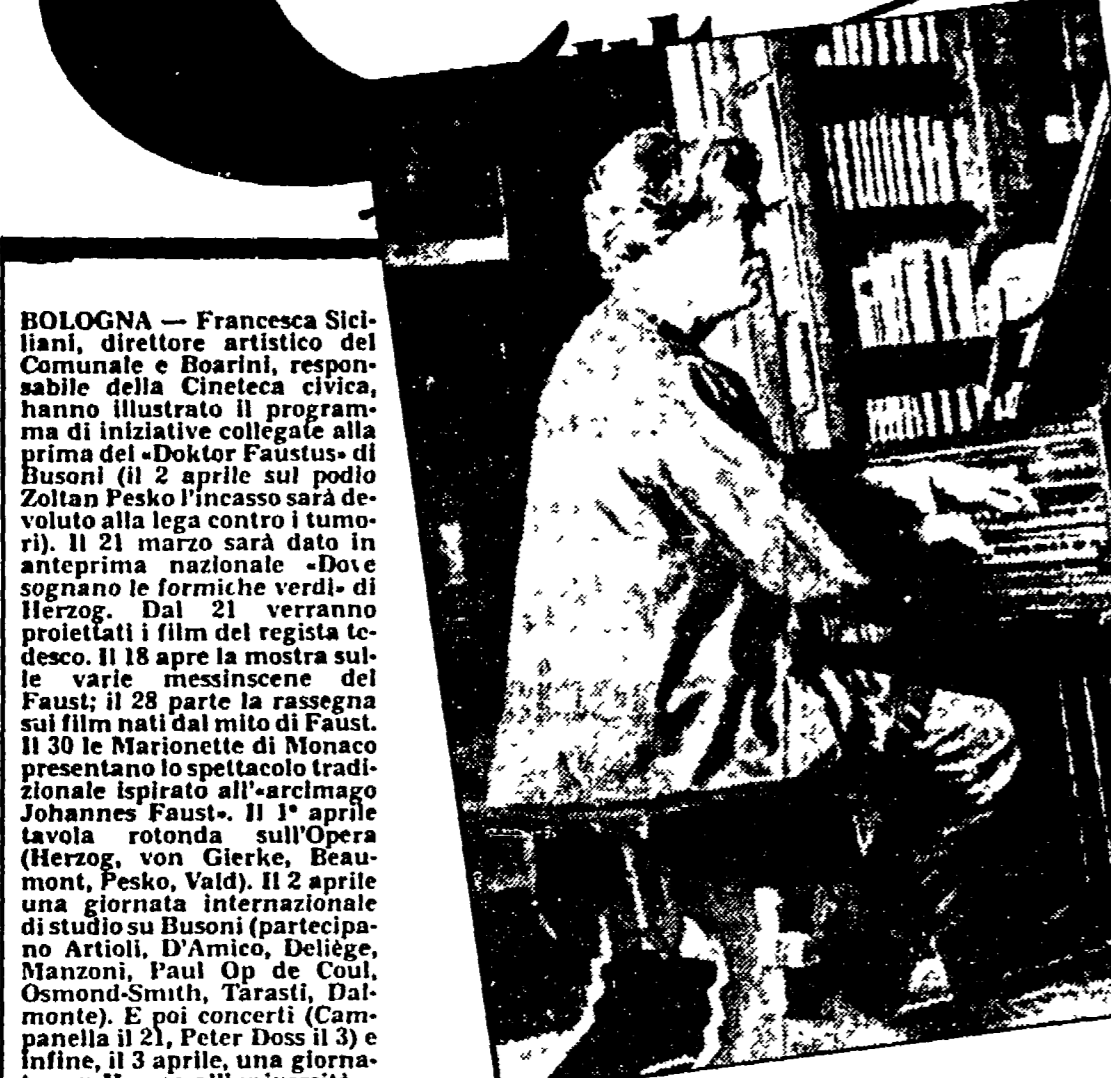 BOLOGNA — Francesca Sici-
liani, direttore artistico del
Comunale e Boarini, respon-
sabile della Cineteca civica,
hanno illustrato il program-
ma di iniziative collegate alla
prima del «Doktor Faustus» di
Busoni (il 2 aprile sul podio
Zoltan Pesko l'incasso sarà de-
voluto alla lega contro i tumo-
ri). Il 21 marzo sarà dato in
anteprima nazionale «Dove
sognano le formiche verdi» di
Herzog. Dal 21 verranno
proiettati i film del regista te-
desco. Il 18 apre la mostra sul-
le varie messinscene del
Faust; il 28 parte la rassegna
sui film nati dal mito di Faust.
Il 30 le Marionette di Monaco
presentano lo spettacolo tradi-
zionale ispirato all'«arcimago
Johannes Faust». Il 1° aprile
tavola rotonda sull'Opera
(Herzog, von Gierke, Beau-
mont, Pesko, Vald). Il 2 aprile
una giornata internazionale
di studio su Busoni (partecipa-
no Artioli, D'Amico, Deliège,
Manzoni, Paul Op de Coul,
Osmond-Smith, Tarasti, Dal-
monte). E poi concerti (Cam-
panella il 21, Peter Doss il 3) e
infine, il 3 aprile, una giorna-